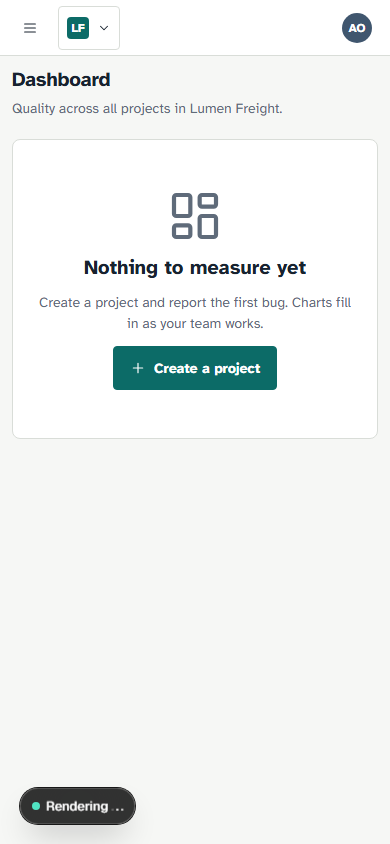 LF
AO
Dashboard
Quality across all projects in Lumen Freight.
Nothing to measure yet
Create a project and report the first bug. Charts fill
in as your team works.
Create a project
Rendering ...